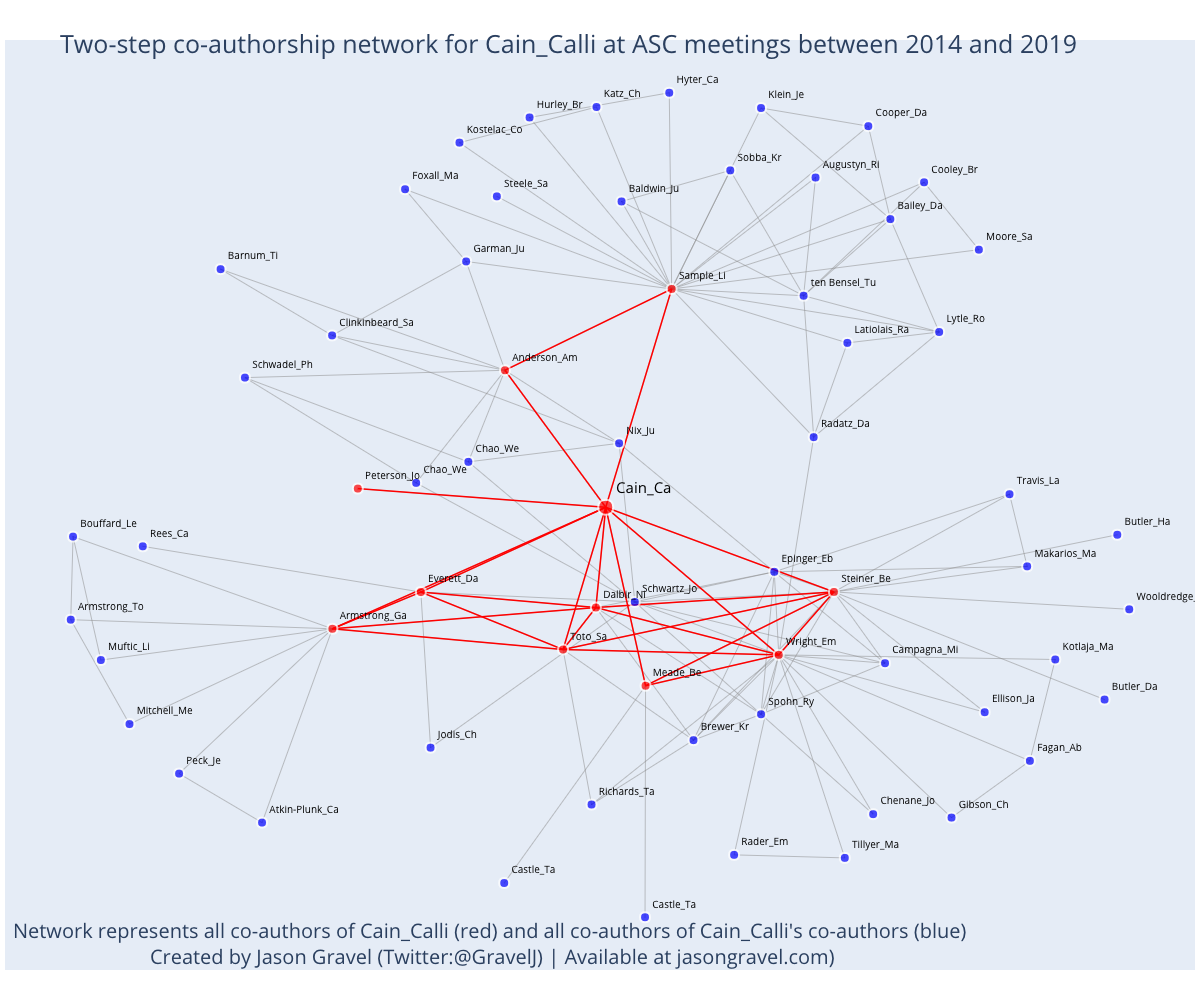 Two-step co-authorship network for Cain_Calli at ASC meetings between 2014 and 2019
Hyter_Ca
Katz_Ch
Klein_Je
Hurley_Br
Cooper_Da
Kostelac_Co
Sobba_Kr
Augustyn_Ri
Cooley_Br
Foxall_Ma
Steele_Sa
Baldwin_Ju
Bailey_Da
Moore_Sa
Garman_Ju
Barnum_Ti
Sample_Li
ten Bensel_Tu
Clinkinbeard_Sa
Lytle_Ro
Latiolais_Ra
Anderson_Am
Schwadel_Ph
Radatz_Da
Nix_Ju
Chao_We
Peterson_Jo
Chao_We
Cain_Ca
Travis_La
Bouffard_Le
Rees_Ca
Butler_Ha
Makarios_Ma
Epinger_Eb
Everett_Da
Steiner_Be
Schwartz_Jo
Dalbir_Ni
Wooldredge_
Armstrong_To
Armstrong_Ga
Toto_Sa
Wright_Em
Campagna_Mi
Kotlaja_Ma
Muftic_Li
Meade_Be
Butler_Da
Ellison_Ja
Spohn_Ry
Mitchell_Me
Brewer_Kr
Jodis_Ch
Fagan_Ab
Peck_Je
Richards_Ta
Chenane_Jo
Gibson_Ch
Atkin-Plunk_Ca
Rader_Em
Tillyer_Ma
Castle_Ta
Castle_Ta
Network represents all co-authors of Cain_Calli (red) and all co-authors of Cain_Calli's co-authors (blue)
Created by Jason Gravel (Twitter:@GravelJ) | Available at jasongravel.com)